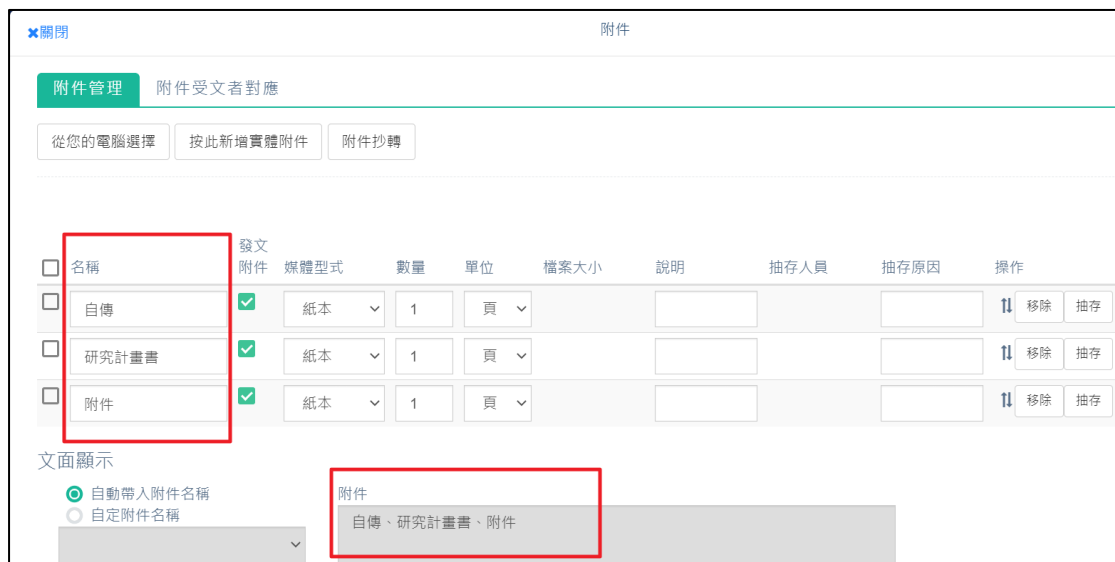 ✖關閉
附件
附件管理 附件受文者對應
從您的電腦選擇 按此新增實體附件 附件抄轉
名稱 發文附件 媒體型式 數量 單位 檔案大小 說明 抽存人員 抽存原因 操作
自傳 紙本 1 頁 移除 抽存
研究計畫書 紙本 1 頁 移除 抽存
附件 紙本 1 頁 移除 抽存
文面顯示
自動帶入附件名稱 附件
自定附件名稱 自傳、研究計畫書、附件